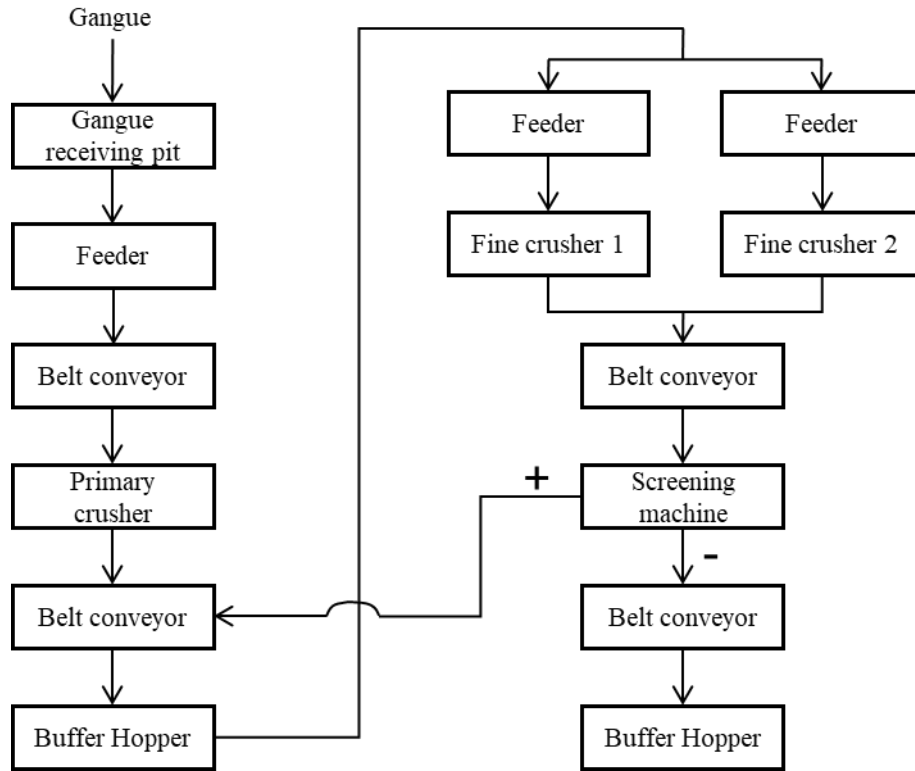 Gangue
Gangue
receiving pit
Feeder
Belt conveyor
Primary
crusher
Belt conveyor
Buffer Hopper
Feeder
Feeder
Fine crusher 1
Fine crusher 2
Belt conveyor
+
Screening
machine
-
Belt conveyor
Buffer Hopper